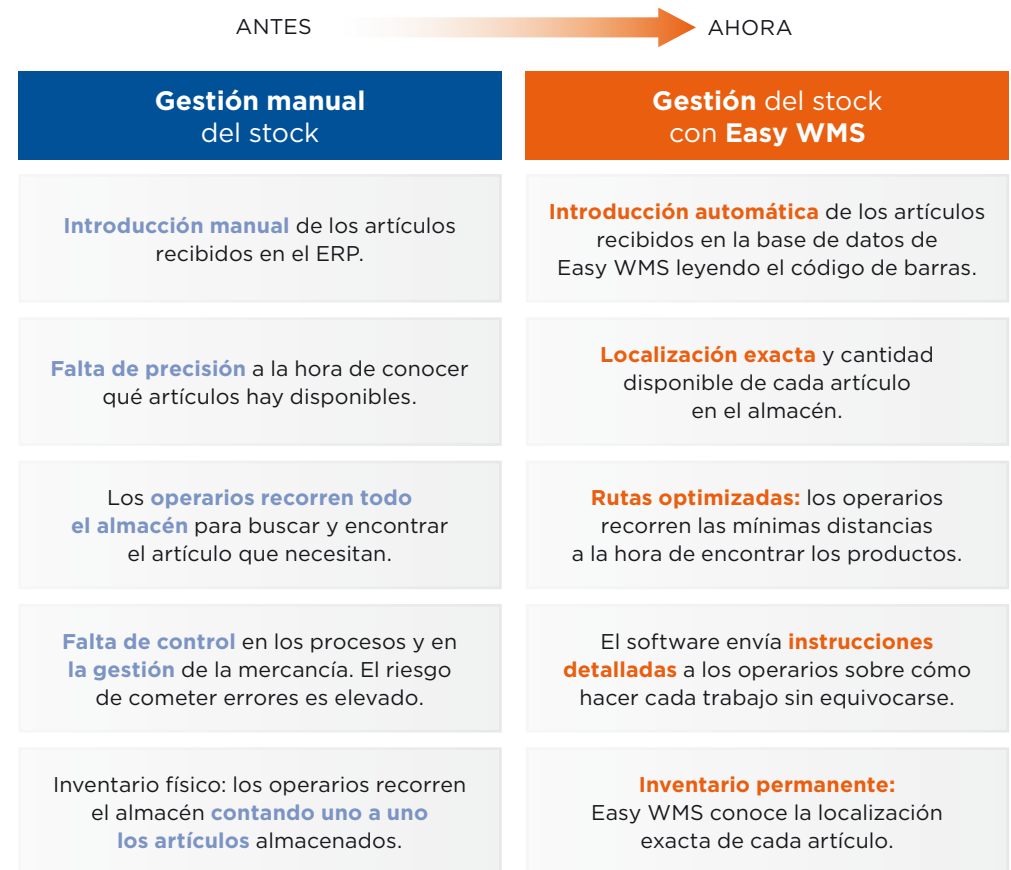 ANTES
AHORA
Gestión manual
del stock
Gestión del stock
con Easy WMS
Introducción manual de los artículos
recibidos en el ERP.
Introducción automática de los artículos
recibidos en la base de datos de
Easy WMS leyendo el código de barras.
Falta de precisión a la hora de conocer
qué artículos hay disponibles.
Localización exacta y cantidad
disponible de cada artículo
en el almacén.
Los operarios recorren todo
el almacén para buscar y encontrar
el artículo que necesitan.
Rutas optimizadas: los operarios
recorren las mínimas distancias
a la hora de encontrar los productos.
Falta de control en los procesos y en
la gestión de la mercancía. El riesgo
de cometer errores es elevado.
El software envía instrucciones
detalladas a los operarios sobre cómo
hacer cada trabajo sin equivocarse.
Inventario físico: los operarios recorren
el almacén contando uno a uno
los artículos almacenados.
Inventario permanente:
Easy WMS conoce la localización
exacta de cada artículo.